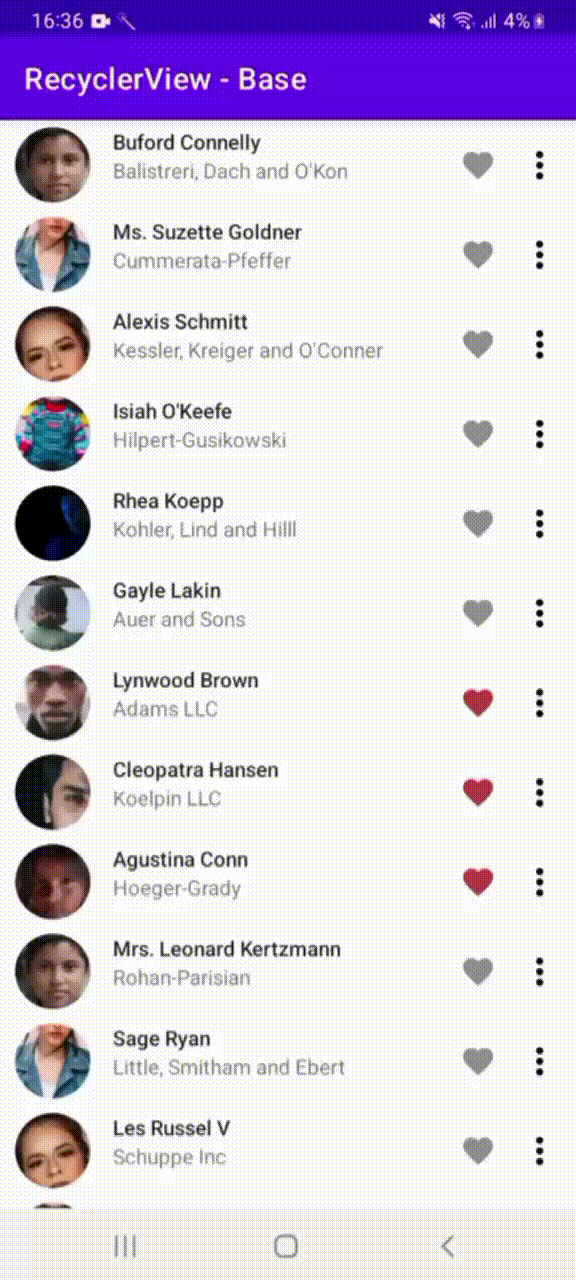 16:36
4%
RecyclerView - Base
Buford Connelly
Balistreri, Dach and O'Kon
Ms. Suzette Goldner
Cummerata-Pfeffer
Alexis Schmitt
Kessler, Kreiger and O'Conner
Isiah O'Keefe
Hilpert-Gusikowski
Rhea Koepp
Kohler, Lind and Hilll
Gayle Lakin
Auer and Sons
Lynwood Brown
Adams LLC
Cleopatra Hansen
Koelpin LLC
Agustina Conn
Hoeger-Grady
Mrs. Leonard Kertzmann
Rohan-Parisian
Sage Ryan
Little, Smitham and Ebert
Les Russel V
Schuppe Inc